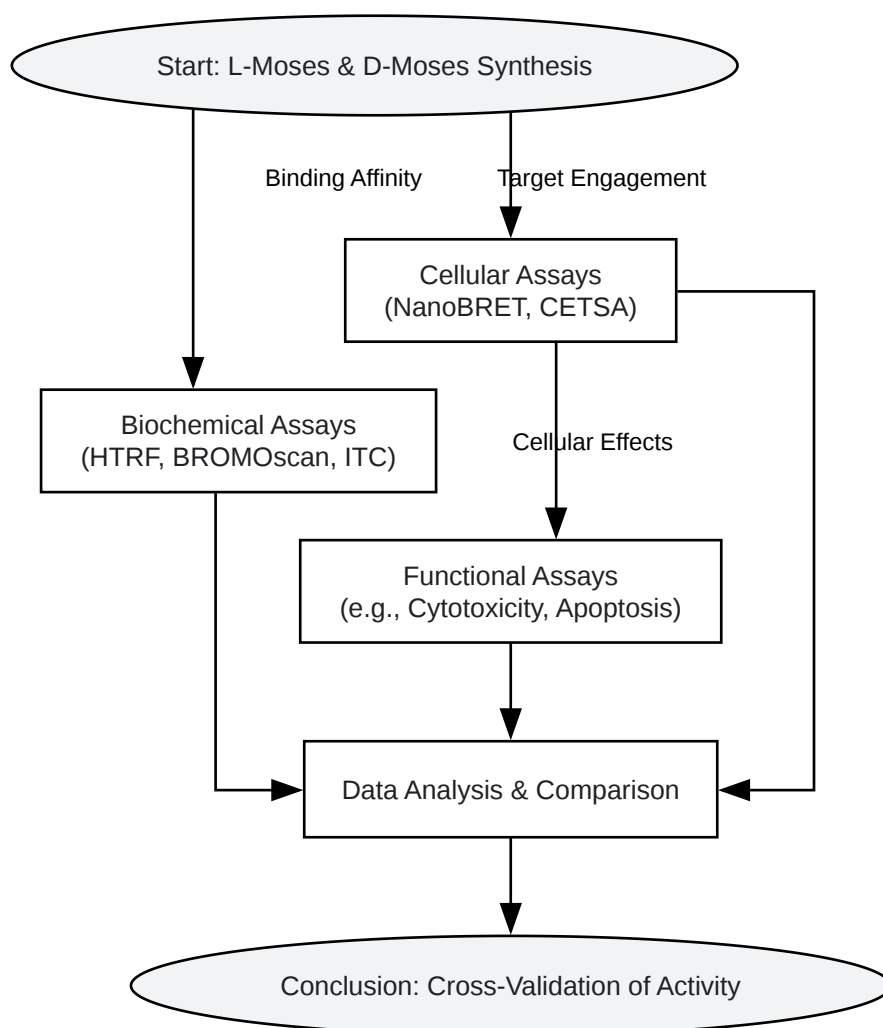 Start: L-Moses & D-Moses Synthesis
Binding Affinity
Target Engagement
Cellular Assays
(NanoBRET, CETSA)
Biochemical Assays
(HTRF, BROMOscan, ITC)
Cellular Effects
Functional Assays
(e.g., Cytotoxicity, Apoptosis)
Data Analysis & Comparison
Conclusion: Cross-Validation of Activity